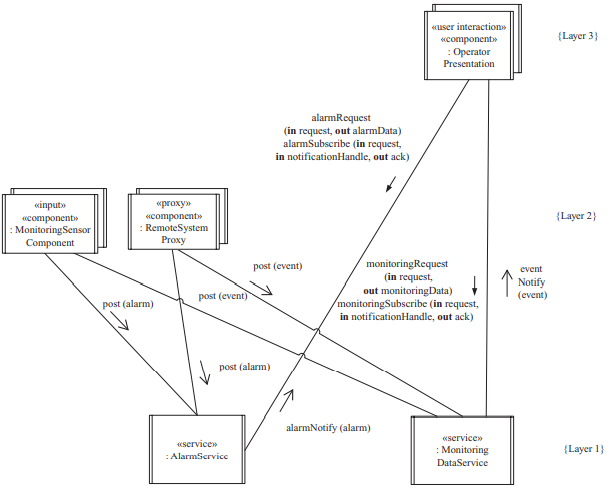 «user interaction»
«component»
: Operator
Presentation
{Layer 3}
alarmRequest
(in request, out alarmData)
alarmSubscribe (in request,
in notificationHandle, out ack)
«input»
«component»
: MonitoringSensor
Component
«proxy»
«component»
: RemoteSystem
Proxy
{Layer 2}
post (event)
monitoringRequest
(in request,
out monitoringData)
monitoringSubscribe (in request,
in notificationHandle, out ack)
event
Notify
(event)
post (alarm)
post (event)
post (alarm)
alarmNotify (alarm)
«service»
: AlarmService
«service»
: Monitoring
DataService
{Layer 1}